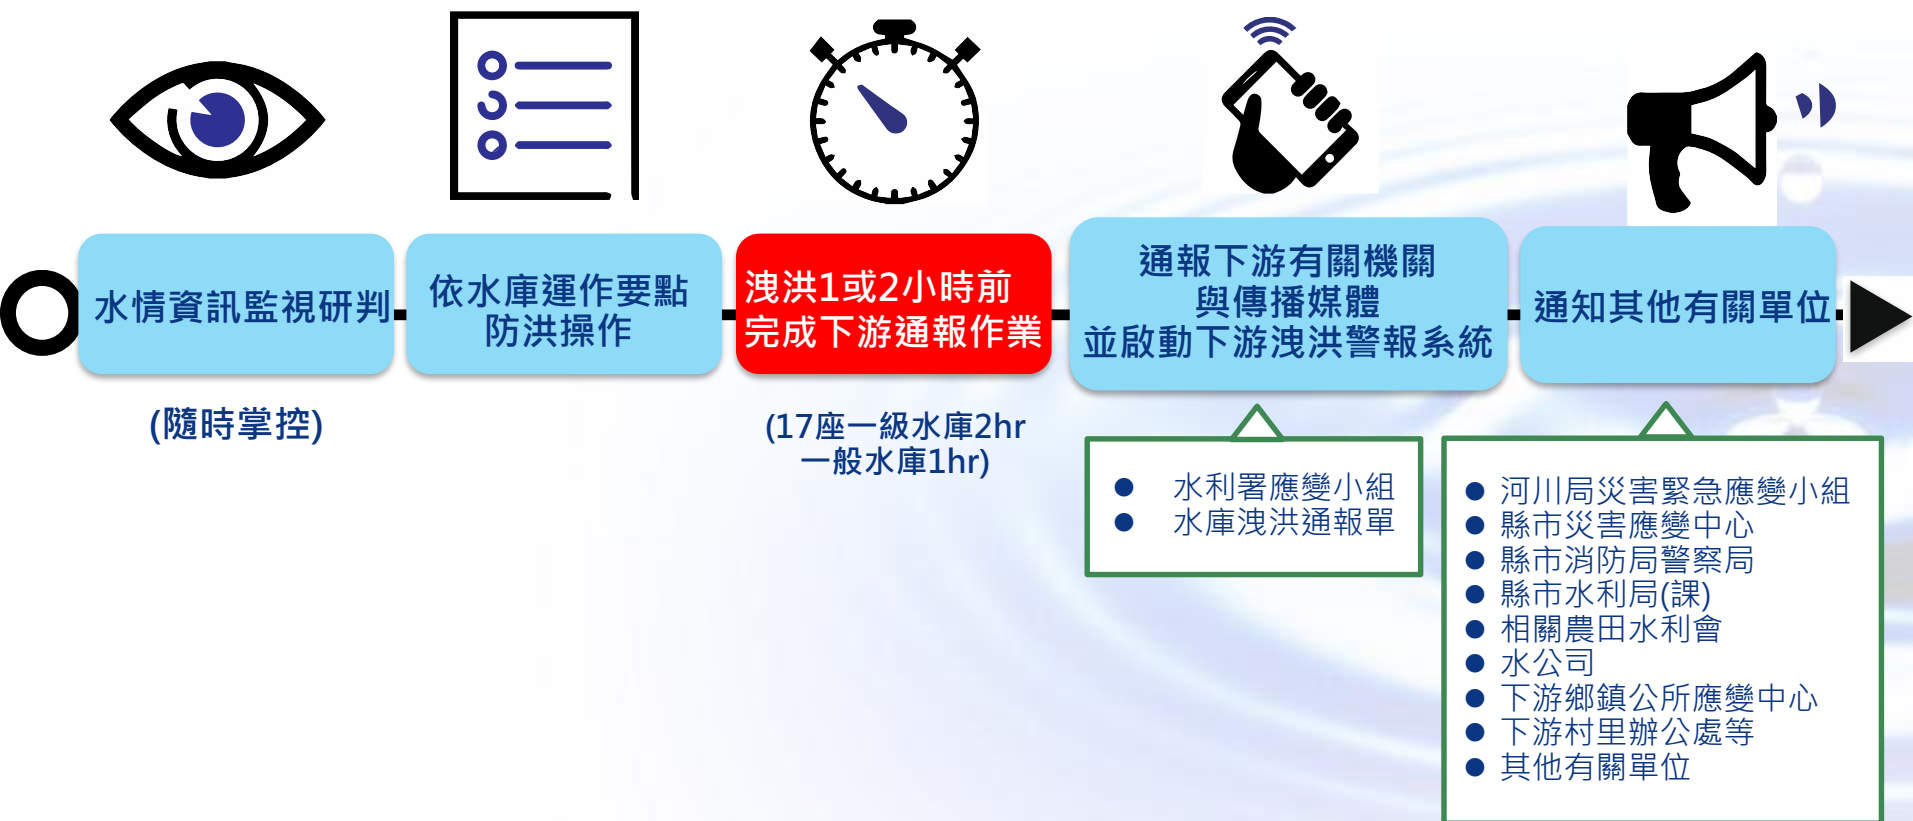 水情資訊監視研判
(隨時掌控)
依水庫運作要點
防洪操作
洩洪1或2小時前
完成下游通報作業
(17座一級水庫2hr
一般水庫1hr)
通報下游有關機關
與傳播媒體
並啟動下游洩洪警報系統
● 水利署應變小組
● 水庫洩洪通報單
通知其他有關單位
● 河川局災害緊急應變小組
● 縣市災害應變中心
● 縣市消防局警察局
● 縣市水利局(課)
● 相關農田水利會
● 水公司
● 下游鄉鎮公所應變中心
● 下游村里辦公處等
● 其他有關單位